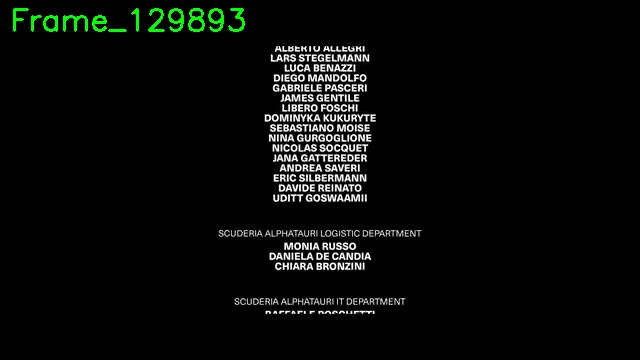 Frame_129893
ALBERTO ALLEGRI
LARS STEGELMANN
LUCA BENAZZI
DIEGO MANDOLFO
GABRIELE PASCERI
JAMES GENTILE
LIBERO FOSCHI
DOMINYKA KUKURYTE
SEBASTIANO MOISE
NINA GURGOGLIONE
NICOLAS SOCQUET
JANA GATTEREDER
ANDREA SAVERI
ERIC SILBERMANN
DAVIDE REINATO
UDITT GOSWAAMII
SCUDERIA ALPHATAURI LOGISTIC DEPARTMENT
MONIA RUSSO
DANIELA DE CANDIA
CHIARA BRONZINI
SCUDERIA ALPHATAURI IT DEPARTMENT
RAFFAELE BOSCHETTI